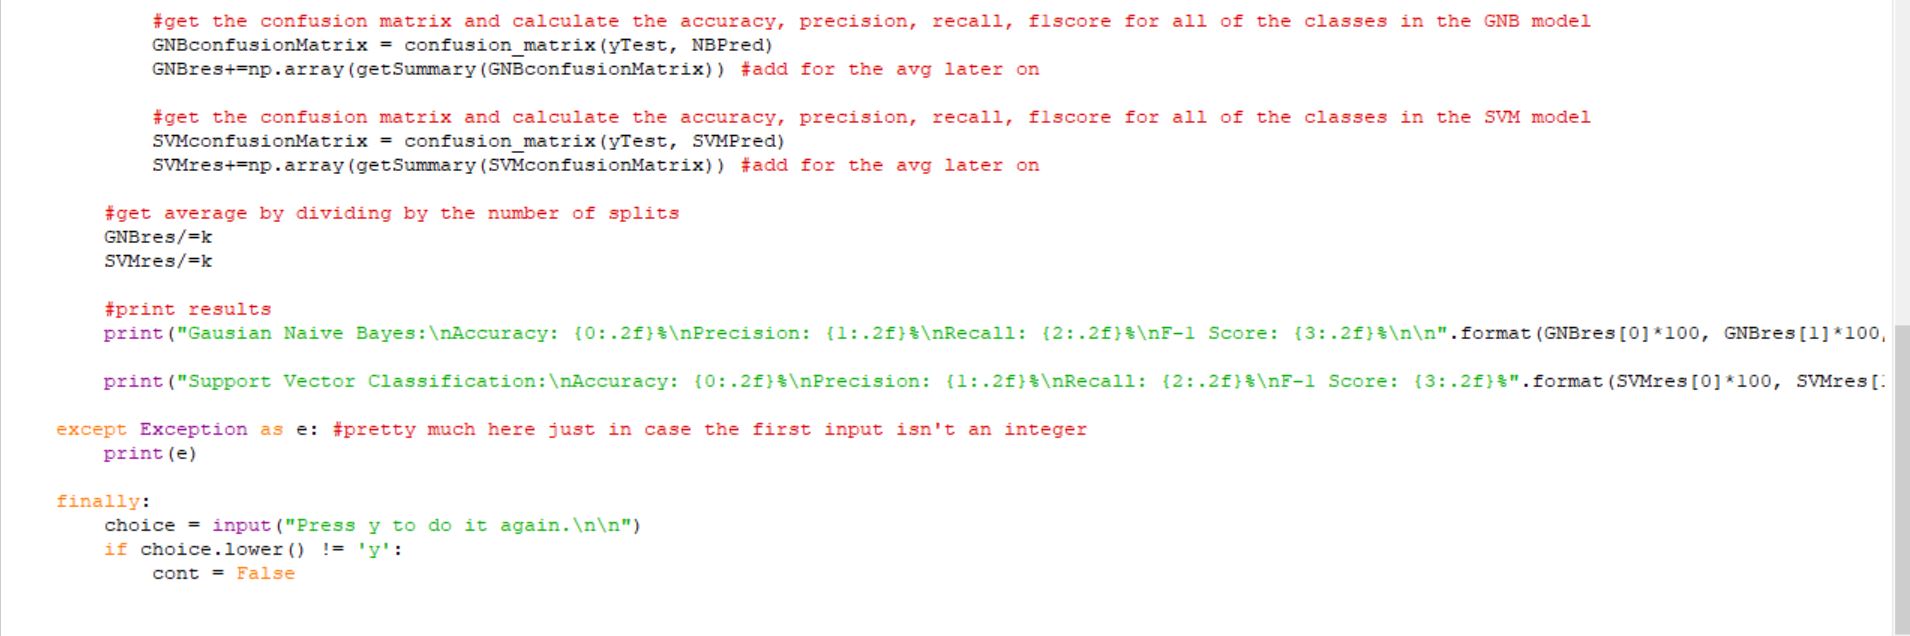 #get the confusion matrix and calculate the accuracy, precision, recall, f1score for all of the classes in the GNB model
GNBconfusionMatrix = confusion_matrix(yTest, NBPred)
GNBres+=np.array(getSummary(GNBconfusionMatrix)) #add for the avg later on
#get the confusion matrix and calculate the accuracy, precision, recall, f1score for all of the classes in the SVM model
SVMconfusionMatrix = confusion_matrix(yTest, SVMPred)
SVMres+=np.array(getSummary(SVMconfusionMatrix)) #add for the avg later on
#get average by dividing by the number of splits
GNBres/=k
SVMres/=k
#print results
print("Gausian Naive Bayes:\nAccuracy: {0:.2f}%\nPrecision: {1:.2f}%\nRecall: {2:.2f}%\nF-1 Score: {3:.2f}%\n\n".format(GNBres[0]*100, GNBres[1]*100,
print("Support Vector Classification:\nAccuracy: {0:.2f}%\nPrecision: {1:.2f}%\nRecall: {2:.2f}%\nF-1 Score: {3:.2f}%".format(SVMres[0]*100, SVMres[
except Exception as e: #pretty much here just in case the first input isn't an integer
print(e)
finally:
choice = input("Press y to do it again.\n\n")
if choice.lower() != 'y':
cont = False